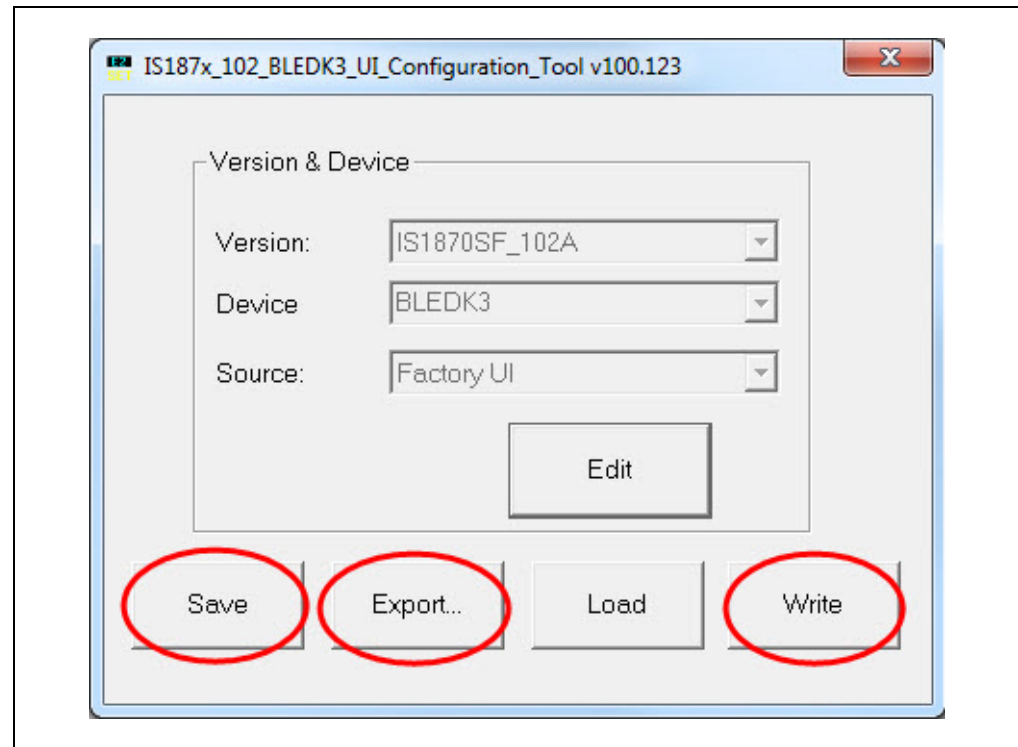 IS187x_102_BLEDK3_UI_Configuration_Tool v100.123
Version & Device
Version: IS1870SF_102A
Device BLEDK3
Source: Factory UI
Edit
Save Export... Load Write